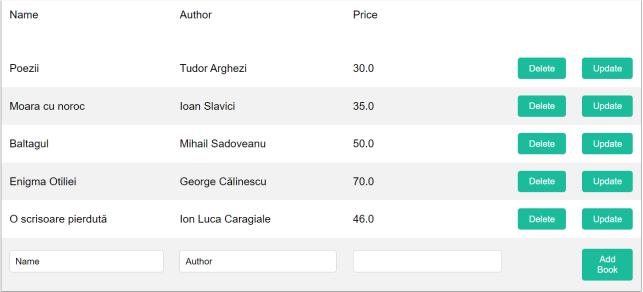 Name Author Price
Poezii Tudor Arghezi 30.0 Delete Update
Moara cu noroc Ioan Slavici 35.0 Delete Update
Baltagul Mihail Sadoveanu 50.0 Delete Update
Enigma Otiliei George Călinescu 70.0 Delete Update
O scrisoare pierdută Ion Luca Caragiale 46.0 Delete Update
Name Author Add
Book